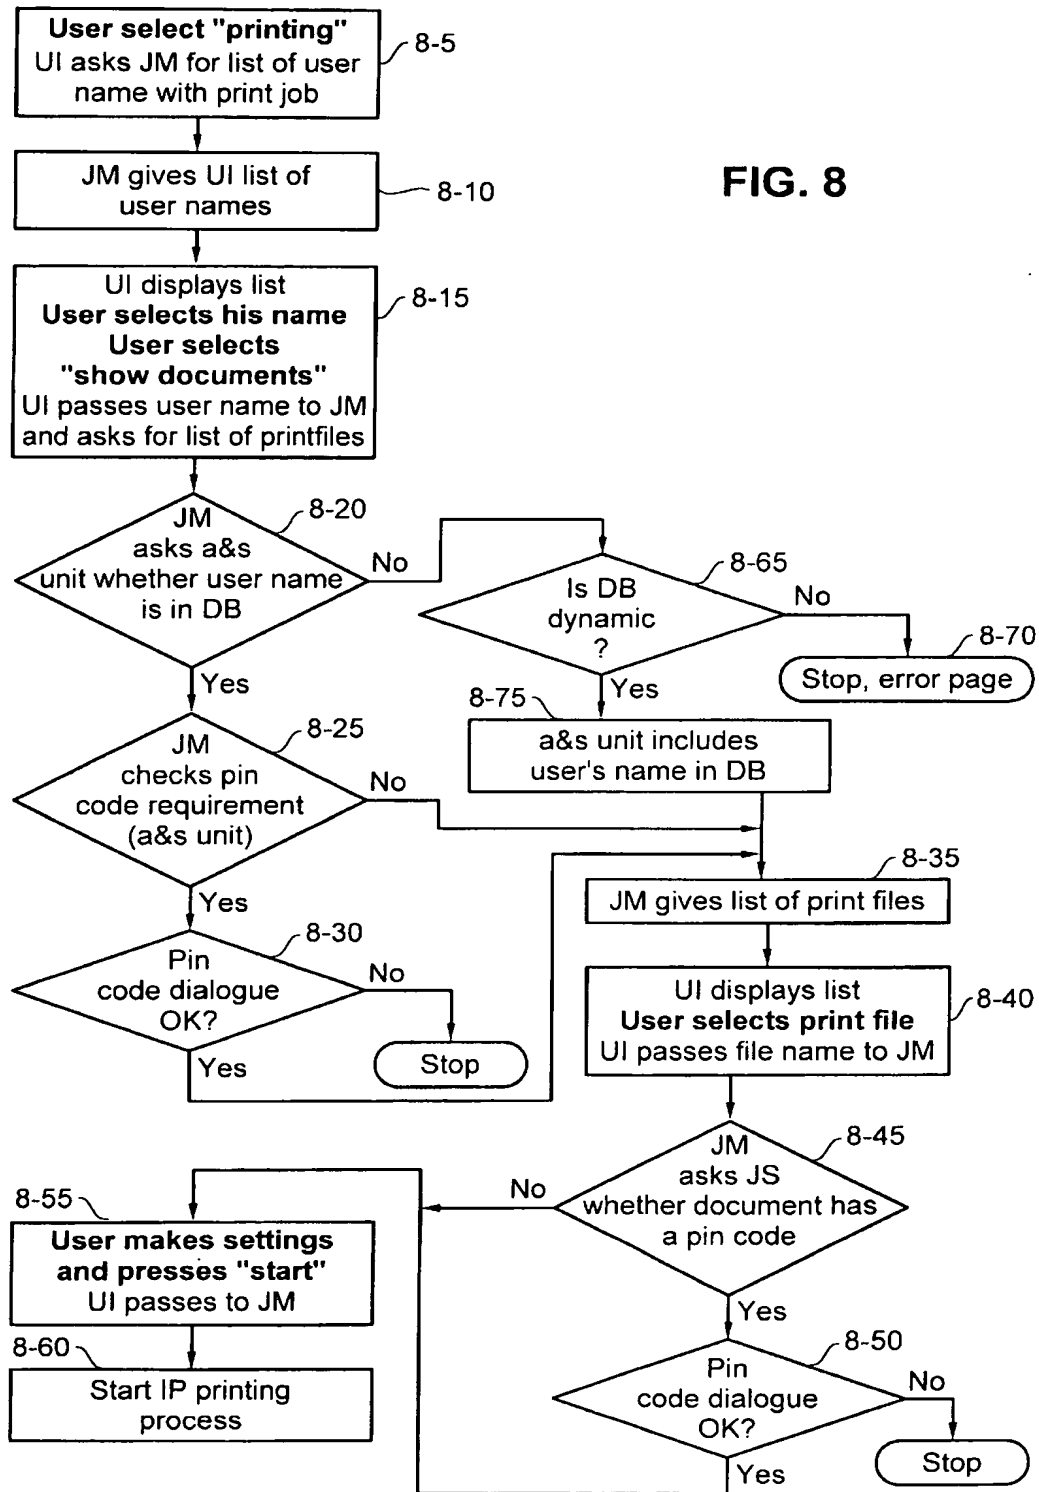 User select "printing"
UI asks JM for list of user
name with print job
8-5
JM gives UI list of
user names
8-10
FIG. 8
UI displays list
User selects his name
User selects
"show documents"
UI passes user name to JM
and asks for list of printfiles
8-15
JM
asks a&s
unit whether user name
is in DB
8-20
No
Yes
Is DB
dynamic
?
8-65
No
Yes
8-70
Stop, error page
8-75
a&s unit includes
user's name in DB
JM
checks pin
code requirement
(a&s unit)
8-25
No
Yes
Pin
code dialogue
OK?
8-30
No
Yes
Stop
8-35
JM gives list of print files
UI displays list
User selects print file
UI passes file name to JM
8-40
JM
asks JS
whether document has
a pin code
8-45
No
Yes
8-55
User makes settings
and presses "start"
UI passes to JM
8-60
Start IP printing
process
Pin
code dialogue
OK?
8-50
No
Yes
Stop